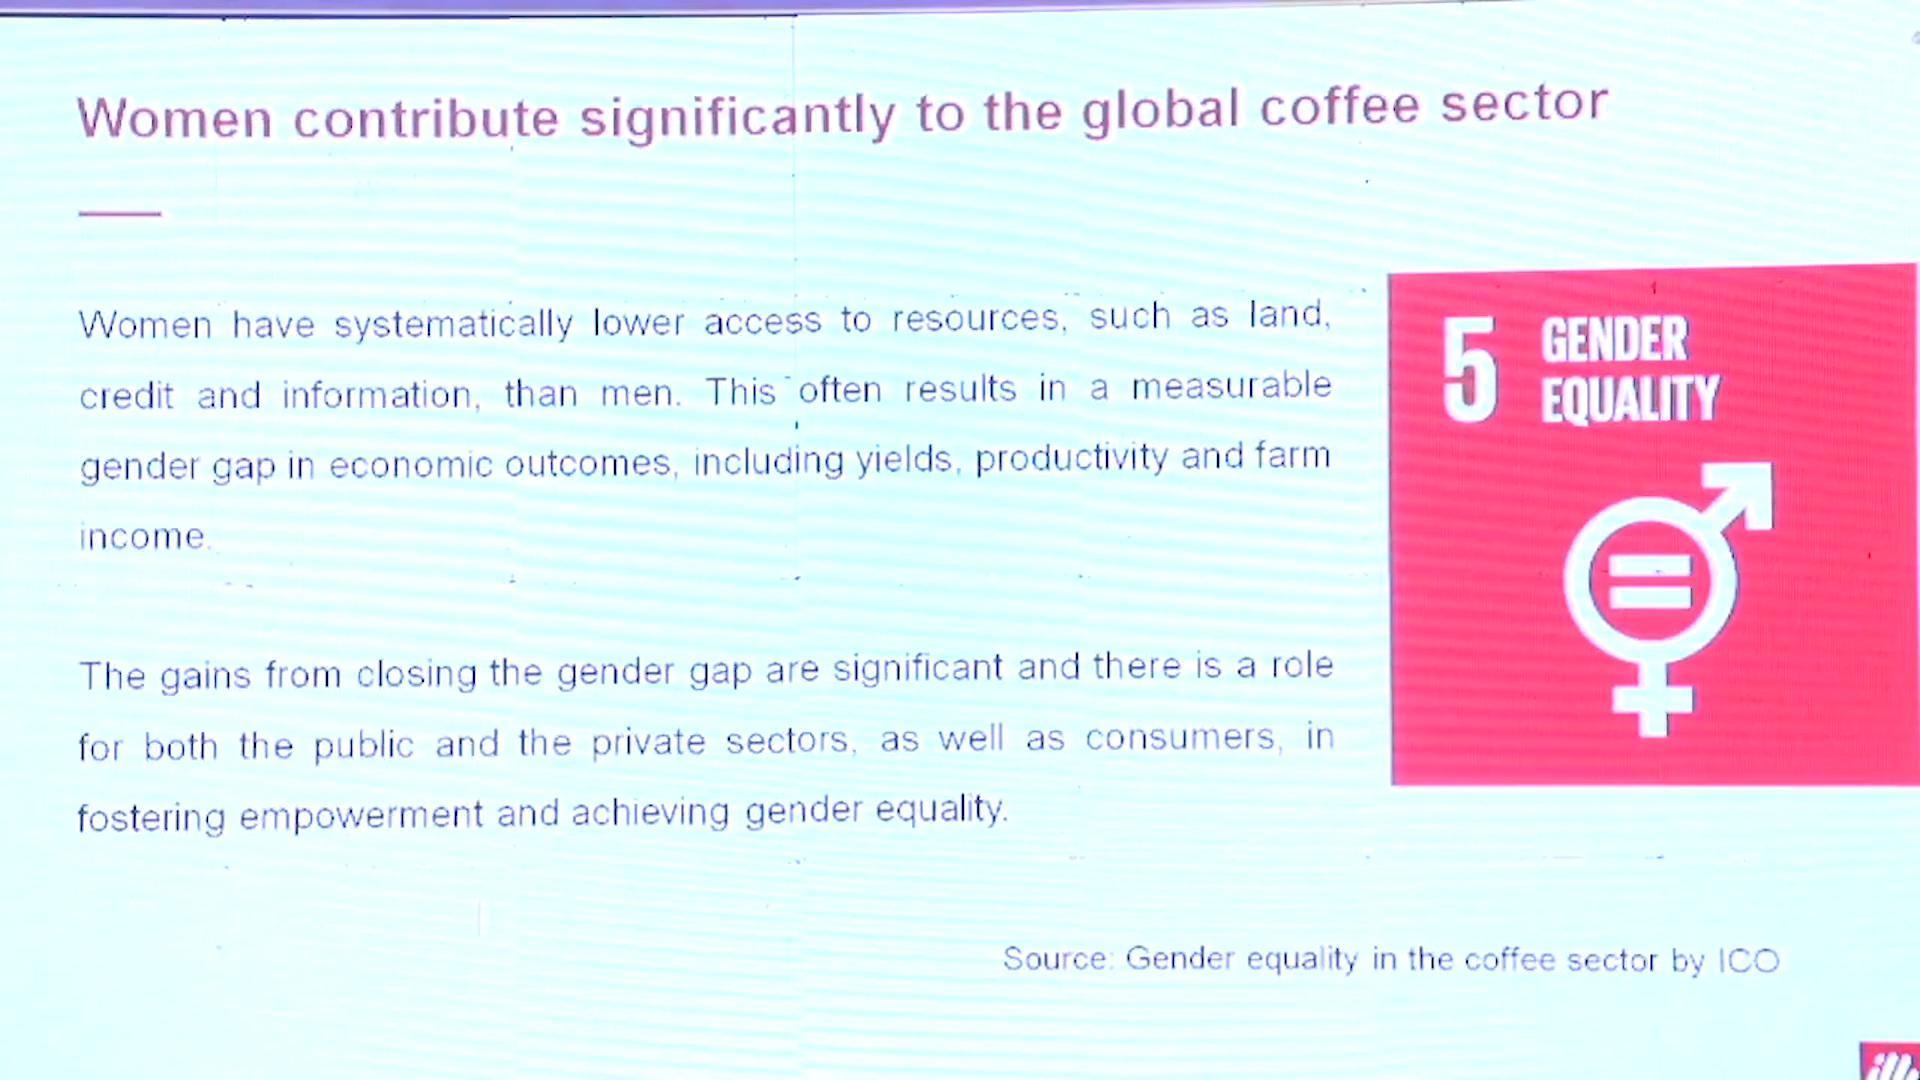 Women contribute significantly to the global coffee sector
Women have systematically lower access to resources, such as land,
credit and information, than men. This often results in a measurable
gender gap in economic outcomes, including yields, productivity and farm
income.
The gains from closing the gender gap are significant and there is a role
for both the public and the private sectors, as well as consumers, in
fostering empowerment and achieving gender equality.
5 GENDER
EQUALITY
Source: Gender equality in the coffee sector by ICO
illy